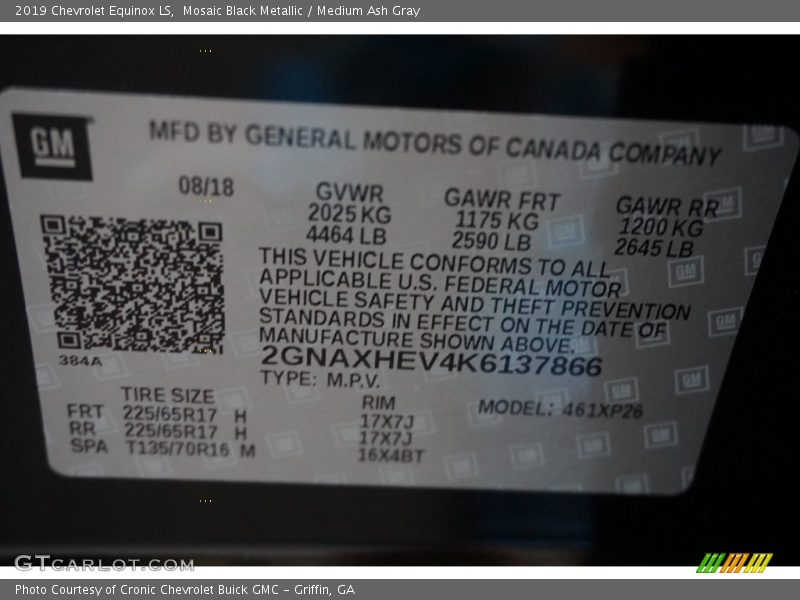 2019 Chevrolet Equinox LS, Mosaic Black Metallic / Medium Ash Gray
GM
MFD BY GENERAL MOTORS OF CANADA COMPANY
08/18
GVWR
2025 KG
4464 LB
GAWR FRT
1175 KG
2590 LB
GAWR RR
1200 KG
2645 LB
THIS VEHICLE CONFORMS TO ALL
APPLICABLE U.S. FEDERAL MOTOR
VEHICLE SAFETY AND THEFT PREVENTION
STANDARDS IN EFFECT ON THE DATE OF
MANUFACTURE SHOWN ABOVE.
384A
2GNAXHEV4K6137866
TYPE: M.P.V.
TIRE SIZE
RIM
MODEL: 461XP26
FRT 225/65R17 H 17X7J
RR 225/65R17 H 17X7J
SPA T135/70R16 M 16X4BT
GTCARLOT.COM
Photo Courtesy of Cronic Chevrolet Buick GMC - Griffin, GA